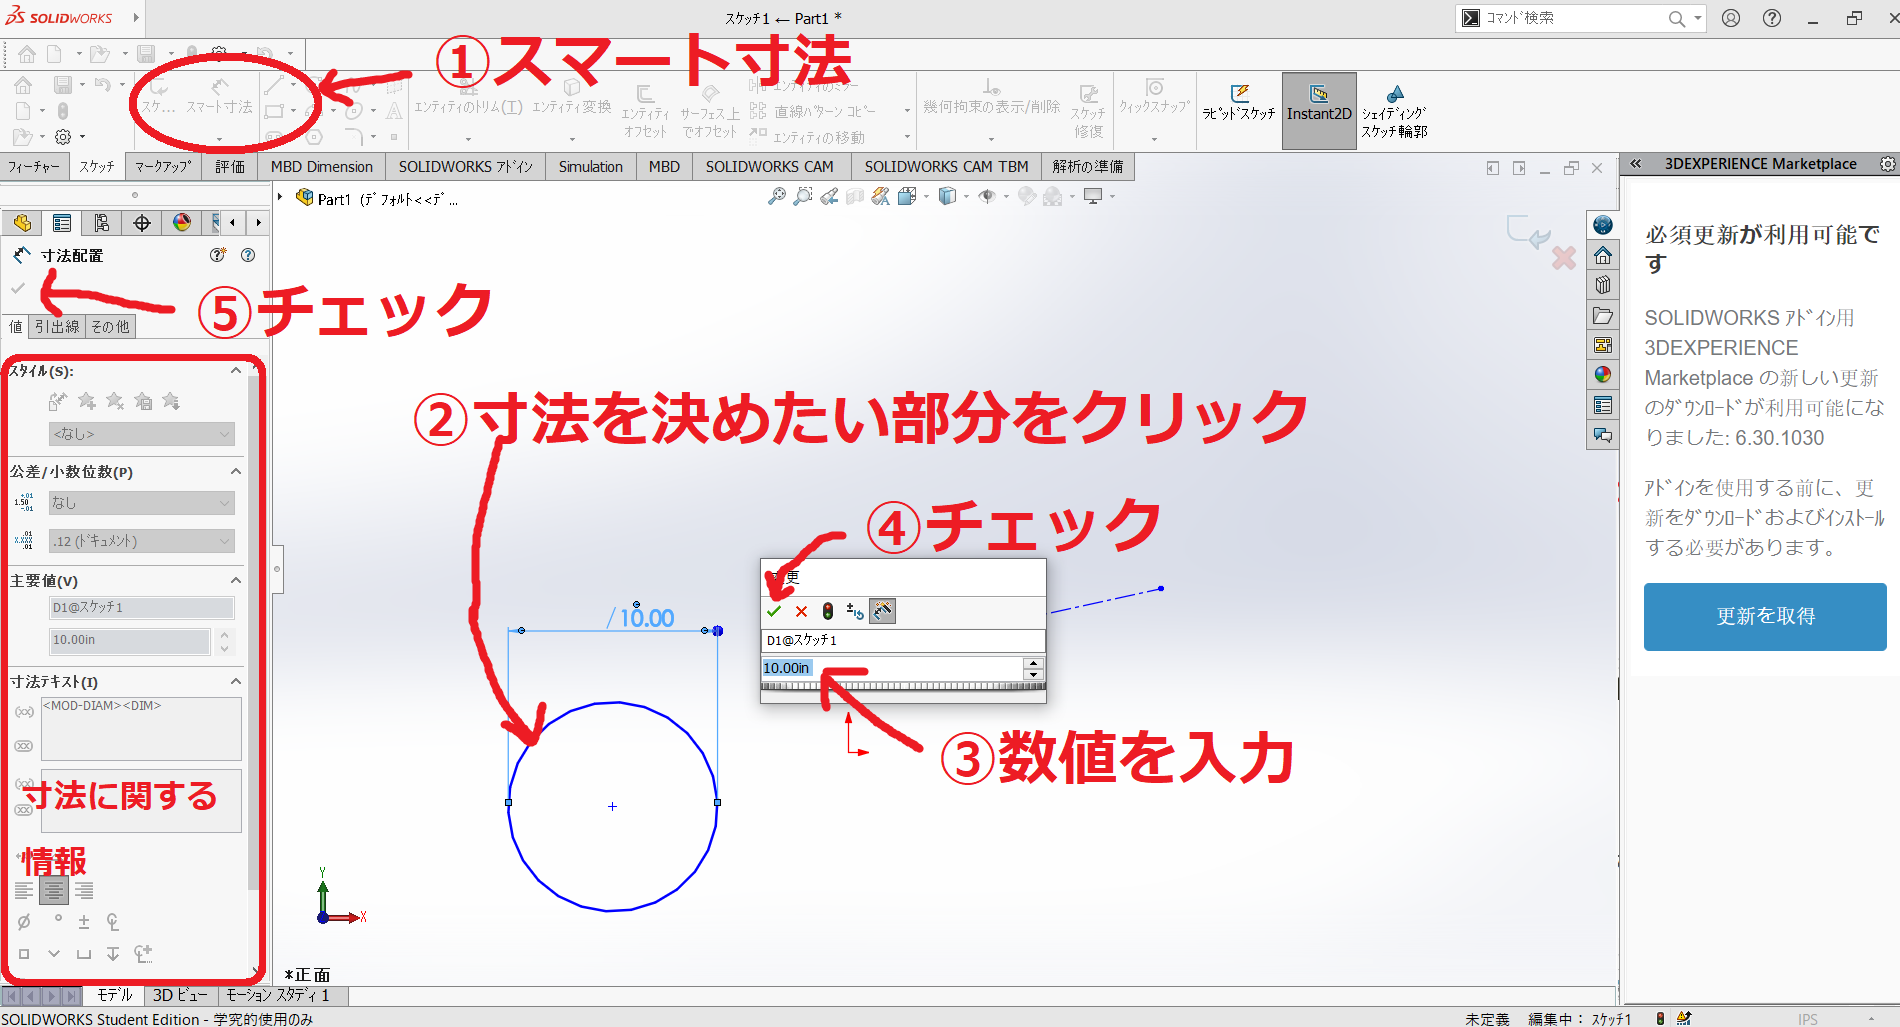 SOLIDWORKS
スケッチ1 ← Part1 *
コマンド検索
①スマート寸法
スケ... スマート寸法
エンティティのトリム(T)
エンティティ変換
エンティティ
オフセット
サーフェス上
でオフセット
エンティティのミラー
直線パターン コピー
エンティティの移動
幾何拘束の表示/削除
スケッチ
修復
クイックスナップ
ラピッドスケッチ
Instant2D
シェイディング
スケッチ輪郭
フィーチャー スケッチ マークアップ 評価 MBD Dimension SOLIDWORKS アドイン Simulation MBD SOLIDWORKS CAM SOLIDWORKS CAM TBM 解析の準備
3DEXPERIENCE Marketplace
Part1 (デフォルト<<デ...
寸法配置
⑤チェック
値 引出線 その他
スタイル(S):
<なし>
公差/小数位数(P)
1.50 +.01 -.01
なし
X.XXX .01 .01
.12 (ドキュメント)
主要値(V)
D1@スケッチ1
10.00in
寸法テキスト(I)
<MOD-DIAM><DIM>
寸法に関する
情報
②寸法を決めたい部分をクリック
④チェック
更
D1@スケッチ1
10.00in
③数値を入力
10.00
Y
X
*正面
必須更新が利用可能で
す
SOLIDWORKS アドイン用
3DEXPERIENCE
Marketplace の新しい更新
のダウンロードが利用可能にな
りました: 6.30.1030
アドインを使用する前に、更
新をダウンロードおよびインストール
する必要があります。
更新を取得
モデル 3D ビュー モーション スタディ 1
SOLIDWORKS Student Edition - 学究的使用のみ
未定義 編集中： スケッチ1 IPS